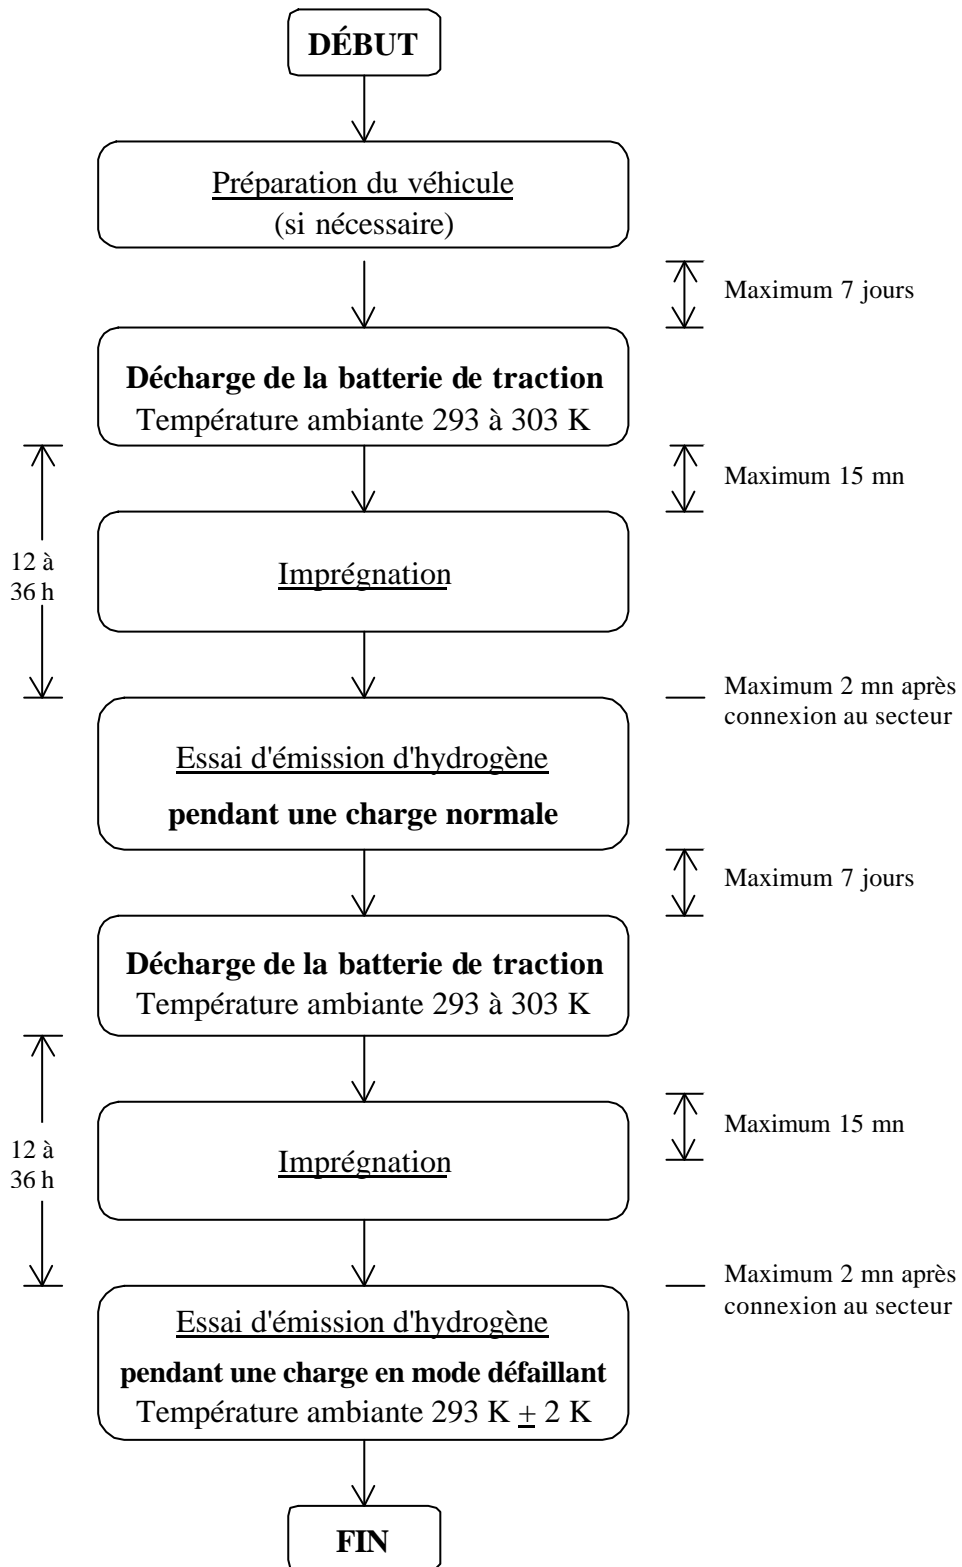 DÉBUT
Préparation du véhicule
(si nécessaire)
Maximum 7 jours
Décharge de la batterie de traction
Température ambiante 293 à 303 K
Maximum 15 mn
12 à
36 h
Imprégnation
Maximum 2 mn après
connexion au secteur
Essai d'émission d'hydrogène
pendant une charge normale
Maximum 7 jours
Décharge de la batterie de traction
Température ambiante 293 à 303 K
Maximum 15 mn
12 à
36 h
Imprégnation
Maximum 2 mn après
connexion au secteur
Essai d'émission d'hydrogène
pendant une charge en mode défaillant
Température ambiante 293 K ± 2 K
FIN